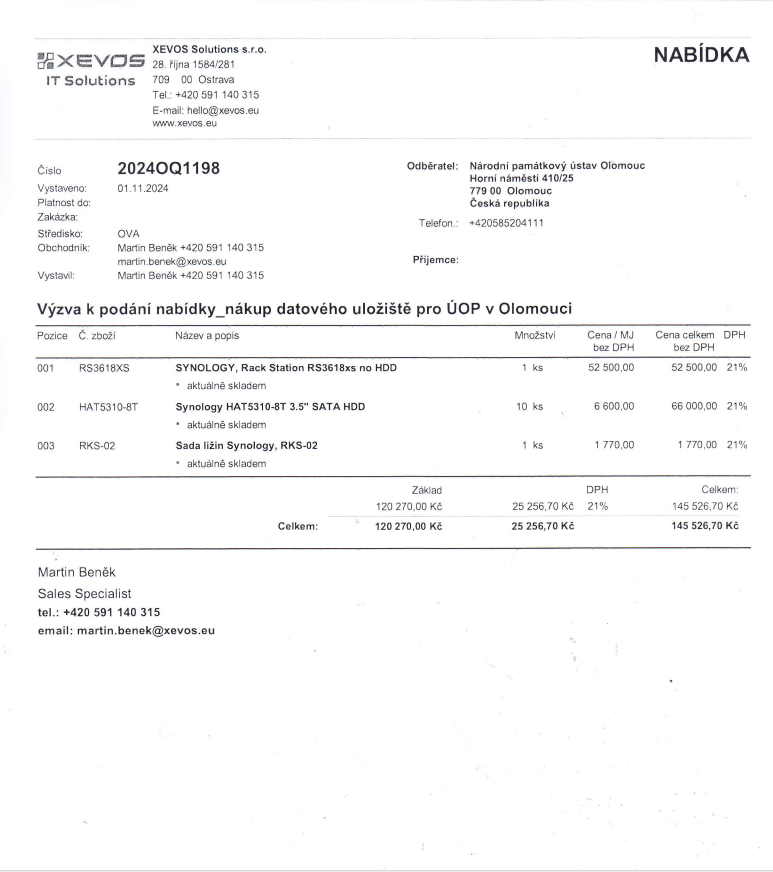 XEVOS
IT Solutions
XEVOS Solutions s.r.o.
28. října 1584/281
709 00 Ostrava
Tel.: +420 591 140 315
E-mail: hello@xevos.eu
www.xevos.eu
NABÍDKA
Číslo 2024OQ1198
Vystaveno: 01.11.2024
Platnost do:
Zakázka:
Středisko: OVA
Obchodník: Martin Beněk +420 591 140 315
martin.benek@xevos.eu
Vystavil: Martin Beněk +420 591 140 315
Odběratel: Národní památkový ústav Olomouc
Horní náměstí 410/25
779 00 Olomouc
Česká republika
Telefon.: +420585204111
Příjemce:
Výzva k podání nabídky_nákup datového uložiště pro ÚOP v Olomouci
Pozice Č. zboží Název a popis Množství Cena / MJ Cena celkem DPH
bez DPH bez DPH
001 RS3618XS SYNOLOGY, Rack Station RS3618xs no HDD 1 ks 52 500,00 52 500,00 21%
* aktuálně skladem
002 HAT5310-8T Synology HAT5310-8T 3.5" SATA HDD 10 ks 6 600,00 66 000,00 21%
* aktuálně skladem
003 RKS-02 Sada ližin Synology, RKS-02 1 ks 1 770,00 1 770,00 21%
* aktuálně skladem
Základ DPH Celkem:
120 270,00 Kč 25 256,70 Kč 21% 145 526,70 Kč
Celkem: 120 270,00 Kč 25 256,70 Kč 145 526,70 Kč
Martin Beněk
Sales Specialist
tel.: +420 591 140 315
email: martin.benek@xevos.eu